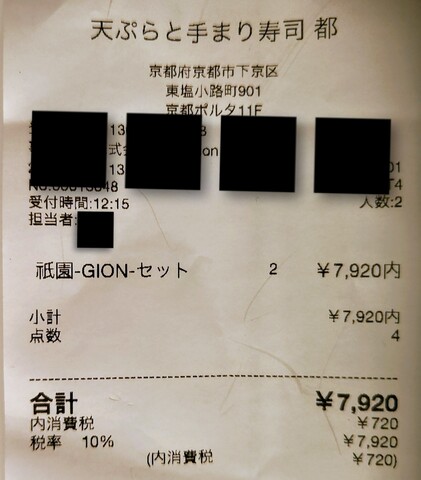 天ぷらと手まり寿司 都
京都府京都市下京区
東塩小路町901
京都ポルタ11F
受付時間:12:15 人数:2
担当者:
祇園-GION-セット 2 ¥7,920内
小計 ¥7,920内
点数 4
合計 ¥7,920
内消費税 ¥720
税率 10% ¥7,920
(内消費税 ¥720)